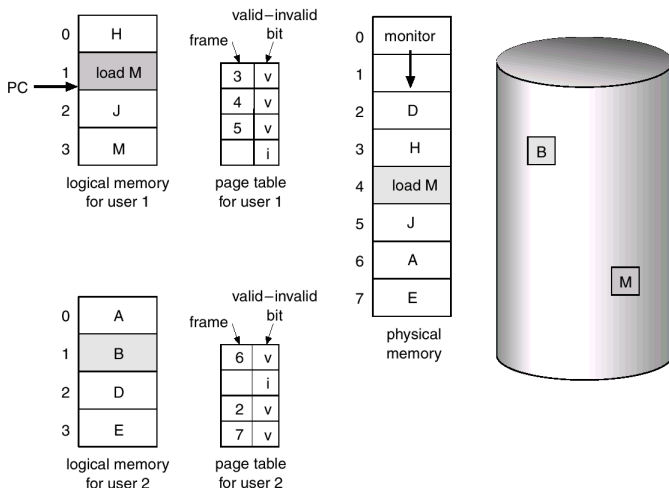 0 H
1 load M
2 J
3 M
PC
logical memory
for user 1
valid–invalid
bit
frame
3 v
4 v
5 v
i
page table
for user 1
0 monitor
1
2 D
3 H
4 load M
5 J
6 A
7 E
physical
memory
B
M
0 A
1 B
2 D
3 E
logical memory
for user 2
valid–invalid
bit
frame
6 v
i
2 v
7 v
page table
for user 2